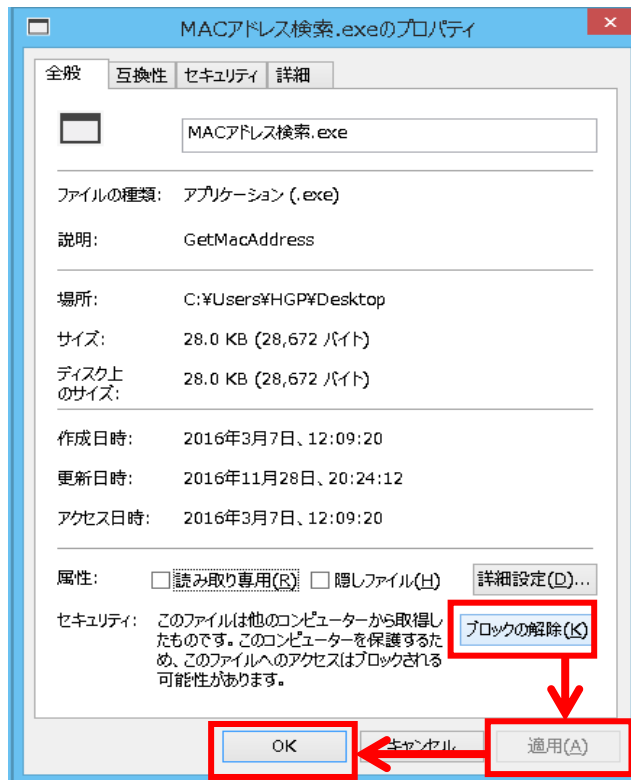 MACアドレス検索.exeのプロパティ
全般 互換性 セキュリティ 詳細
MACアドレス検索.exe
ファイルの種類: アプリケーション (.exe)
説明: GetMacAddress
場所: C:¥Users¥HGP¥Desktop
サイズ: 28.0 KB (28,672 バイト)
ディスク上
のサイズ: 28.0 KB (28,672 バイト)
作成日時: 2016年3月7日、12:09:20
更新日時: 2016年11月28日、20:24:12
アクセス日時: 2016年3月7日、12:09:20
属性: 読み取り専用(R) 隠しファイル(H) 詳細設定(D)...
セキュリティ: このファイルは他のコンピューターから取得し
たものです。このコンピューターを保護するた
め、このファイルへのアクセスはブロックされる
可能性があります。
ブロックの解除(K)
OK キャンセル 適用(A)